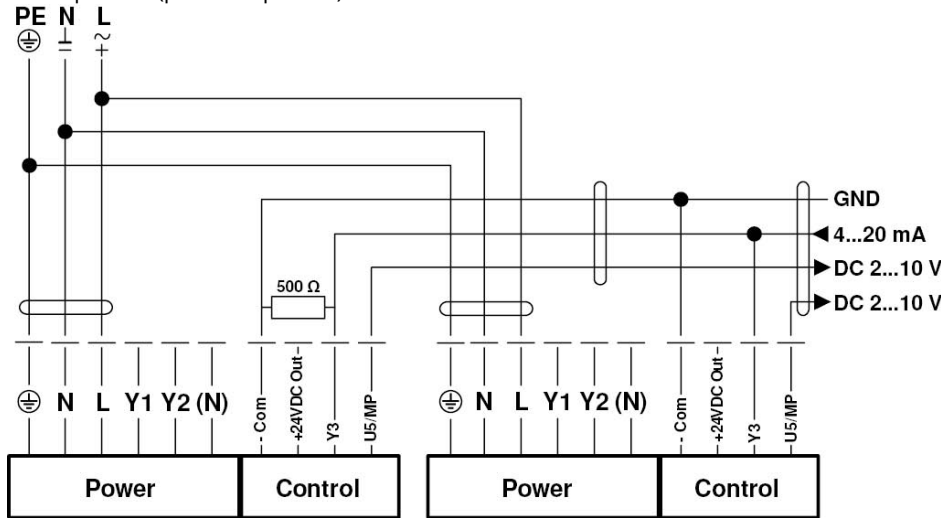 PE N L
GND
4...20 mA
DC 2...10 V
500 Ω
DC 2...10 V
N L Y1 Y2 (N)
- Com
+24VDC Out
Y3
U5/MP
N L Y1 Y2 (N)
- Com
+24VDC Out
Y3
U5/MP
Power
Control
Power
Control